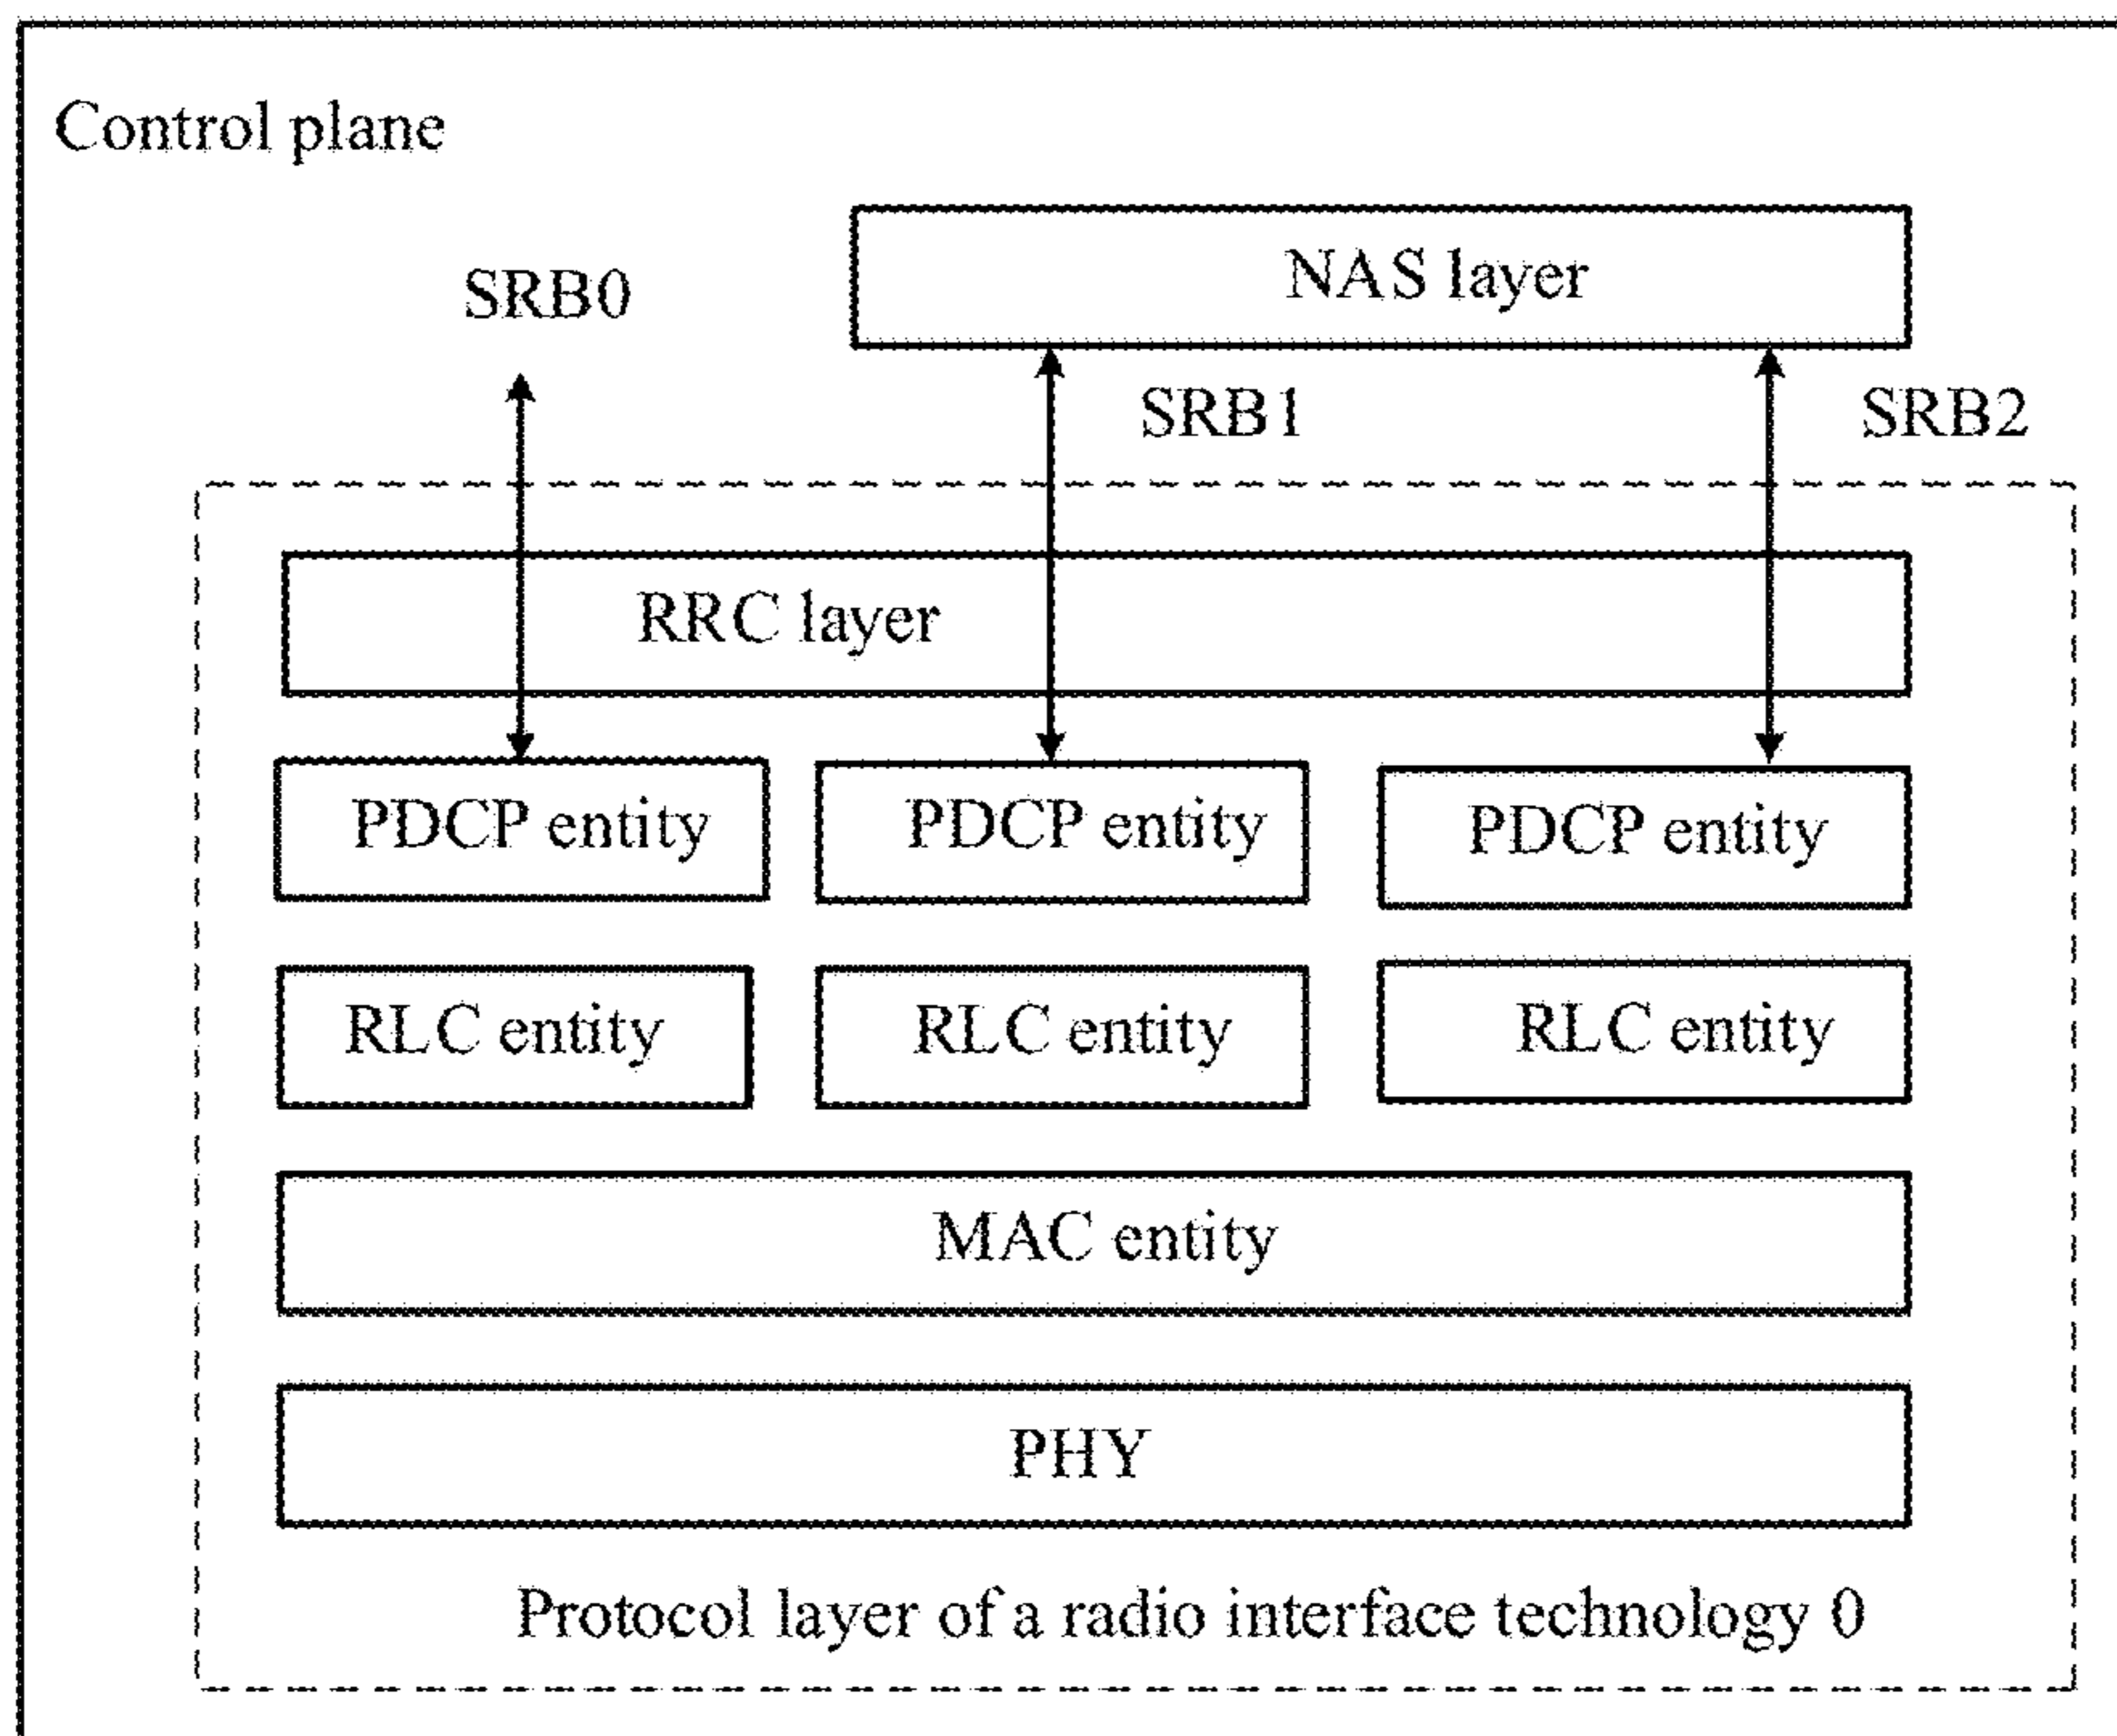 Control plane
NAS layer
SRB0
SRB1
SRB2
RRC layer
PDCP entity
PDCP entity
PDCP entity
RLC entity
RLC entity
RLC entity
MAC entity
PHY
Protocol layer of a radio interface technology 0